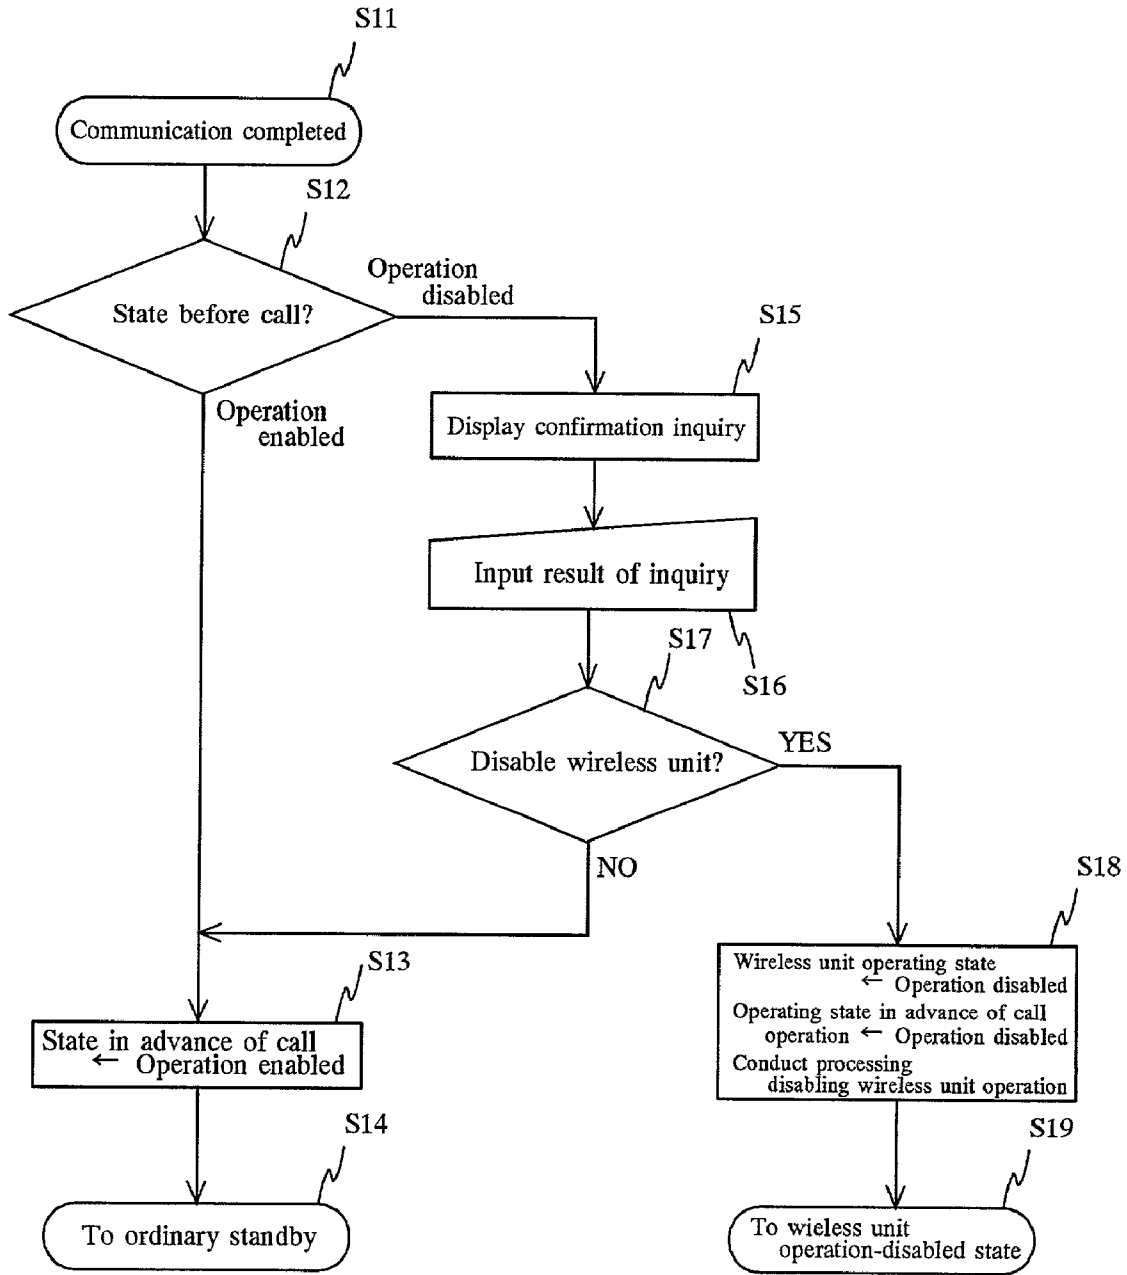 S11
Communication completed
S12
State before call?
Operation
disabled
Operation
enabled
S15
Display confirmation inquiry
Input result of inquiry
S16
S17
Disable wireless unit?
YES
NO
S13
State in advance of call
← Operation enabled
S14
To ordinary standby
S18
Wireless unit operating state
← Operation disabled
Operating state in advance of call
operation ← Operation disabled
Conduct processing
disabling wireless unit operation
S19
To wieless unit
operation-disabled state